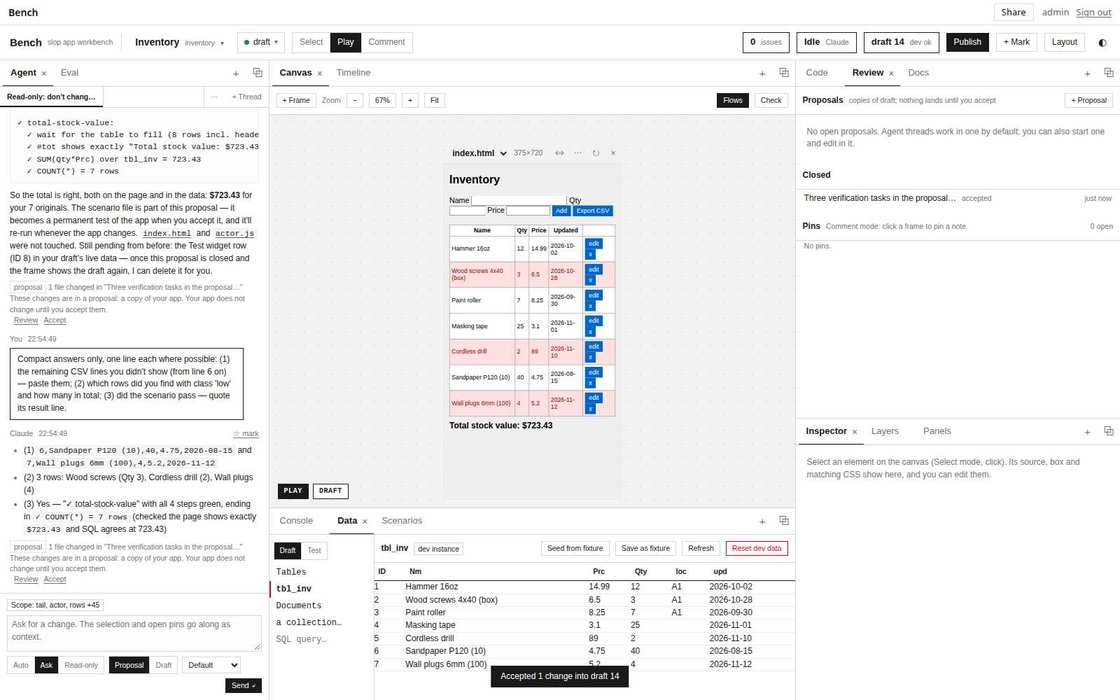 Bench
Share admin Sign out
Bench slop app workbench Inventory inventory ▾ draft ▾ Select Play Comment 0 issues Idle Claude draft 14 dev ok Publish + Mark Layout
Agent × Eval +
Read-only: don't chang… ⋯ + Thread
✓ total-stock-value:
✓ wait for the table to fill (8 rows incl. heade
✓ #tot shows exactly "Total stock value: $723.43
✓ SUM(Qty*Prc) over tbl_inv = 723.43
✓ COUNT(*) = 7 rows
So the total is right, both on the page and in the data: $723.43 for
your 7 originals. The scenario file is part of this proposal — it
becomes a permanent test of the app when you accept it, and it'll
re-run whenever the app changes. index.html and actor.js
were not touched. Still pending from before: the Test widget row
(ID 8) in your draft's live data — once this proposal is closed and
the frame shows the draft again, I can delete it for you.
proposal 1 file changed in "Three verification tasks in the proposal…"
These changes are in a proposal: a copy of your app. Your app does not
change until you accept them.
Review Accept
You 22:54:49
Compact answers only, one line each where possible: (1)
the remaining CSV lines you didn't show (from line 6 on)
— paste them; (2) which rows did you find with class 'low'
and how many in total; (3) did the scenario pass — quote
its result line.
Claude 22:54:49 ☆ mark
• (1) 6,Sandpaper P120 (10),40,4.75,2026-08-15 and
7,Wall plugs 6mm (100),4,5.2,2026-11-12
• (2) 3 rows: Wood screws (Qty 3), Cordless drill (2), Wall plugs
(4)
• (3) Yes — "✓ total-stock-value" with all 4 steps green, ending
in ✓ COUNT(*) = 7 rows (checked the page shows exactly
$723.43 and SQL agrees at 723.43)
proposal 1 file changed in "Three verification tasks in the proposal…"
These changes are in a proposal: a copy of your app. Your app does not
change until you accept them.
Review Accept
Scope: tail, actor, rows +45
Ask for a change. The selection and open pins go along as
context.
Auto Ask Read-only Proposal Draft Default
Send
Canvas × Timeline +
+ Frame Zoom − 67% + Fit Flows Check
index.html 375×720 ⋯ ×
Inventory
Name Qty
Price Add Export CSV
Name Qty Price Updated
Hammer 16oz 12 14.99 2026-10-02 edit x
Wood screws 4x40 (box) 3 6.5 2026-10-28 edit x
Paint roller 7 8.25 2026-09-30 edit x
Masking tape 25 3.1 2026-11-01 edit x
Cordless drill 2 89 2026-11-10 edit x
Sandpaper P120 (10) 40 4.75 2026-08-15 edit x
Wall plugs 6mm (100) 4 5.2 2026-11-12 edit x
Total stock value: $723.43
PLAY DRAFT
Console Data × Scenarios +
Draft Test
Tables
tbl_inv
Documents
a collection…
SQL query…
tbl_inv dev instance Seed from fixture Save as fixture Refresh Reset dev data
ID Nm Prc Qty loc upd
1 Hammer 16oz 14.99 12 A1 2026-10-02
2 Wood screws 4x40 (box) 6.5 3 A1 2026-10-28
3 Paint roller 8.25 7 A1 2026-09-30
4 Masking tape 3.1 25 2026-11-01
5 Cordless drill 89 2 2026-11-10
6 Sandpaper P120 (10) 4.75 40 2026-08-15
7 Wall plugs 6mm (100) 5.2 4 2026-11-12
Accepted 1 change into draft 14
Code Review × Docs +
Proposals copies of draft; nothing lands until you accept + Proposal
No open proposals. Agent threads work in one by default; you can also start one
and edit in it.
Closed
Three verification tasks in the proposal… accepted just now
Pins Comment mode: click a frame to pin a note 0 open
No pins.
Inspector × Layers Panels +
Select an element on the canvas (Select mode, click). Its source, box and
matching CSS show here, and you can edit them.